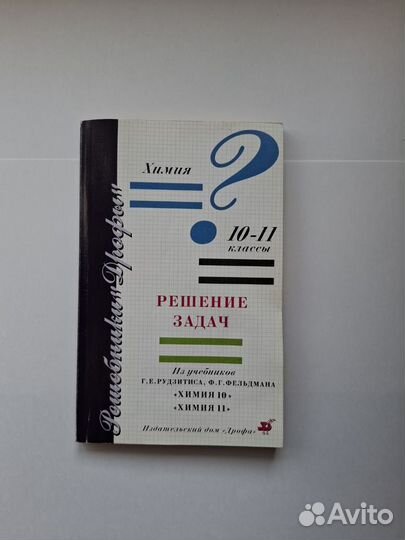 Решебники «Дрофы»
Химия
?
10-11
классы
РЕШЕНИЕ
ЗАДАЧ
Из учебников
Г.Е.РУДЗИТИСА, Ф.Г.ФЕЛЬДМАНА
«ХИМИЯ 10»
«ХИМИЯ 11»
Издательский дом «Дрофа»
Avito